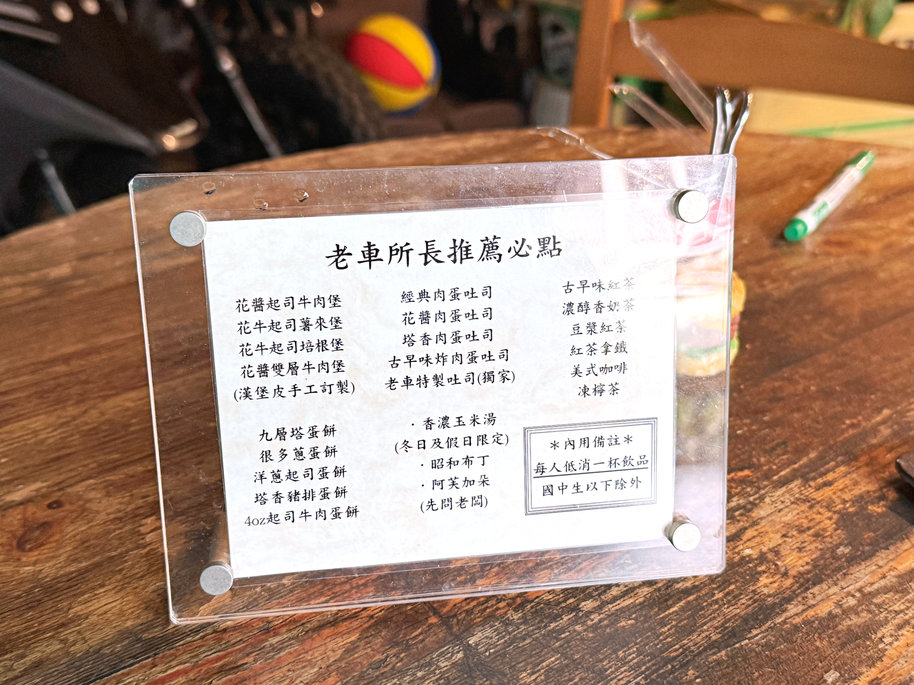 老車所長推薦必點
花醬起司牛肉堡
花牛起司薯來堡
花牛起司培根堡
花醬雙層牛肉堡
(漢堡皮手工訂製)
九層塔蛋餅
很多蔥蛋餅
洋蔥起司蛋餅
塔香豬排蛋餅
4oz起司牛肉蛋餅
經典肉蛋吐司
花醬肉蛋吐司
塔香肉蛋吐司
古早味炸肉蛋吐司
老車特製吐司(獨家)
·香濃玉米湯
(冬日及假日限定)
·昭和布丁
·阿芙加朵
(先問老闆)
古早味紅茶
濃醇香奶茶
豆漿紅茶
紅茶拿鐵
美式咖啡
凍檸茶
＊內用備註＊
每人低消一杯飲品
國中生以下除外